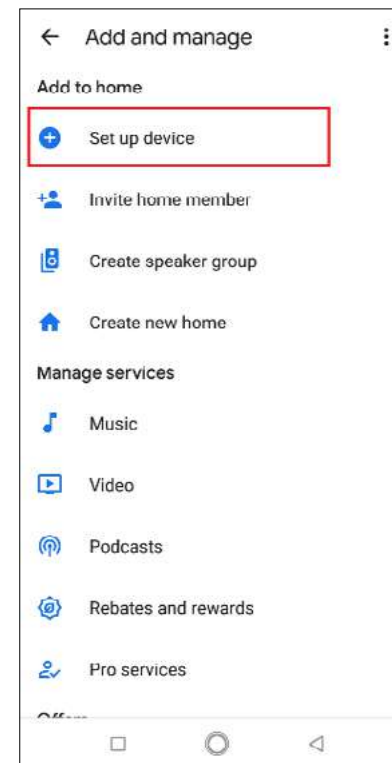 Add and manage
Add to home
Set up device
Invite home member
Create speaker group
Create new home
Manage services
Music
Video
Podcasts
Rebates and rewards
Pro services